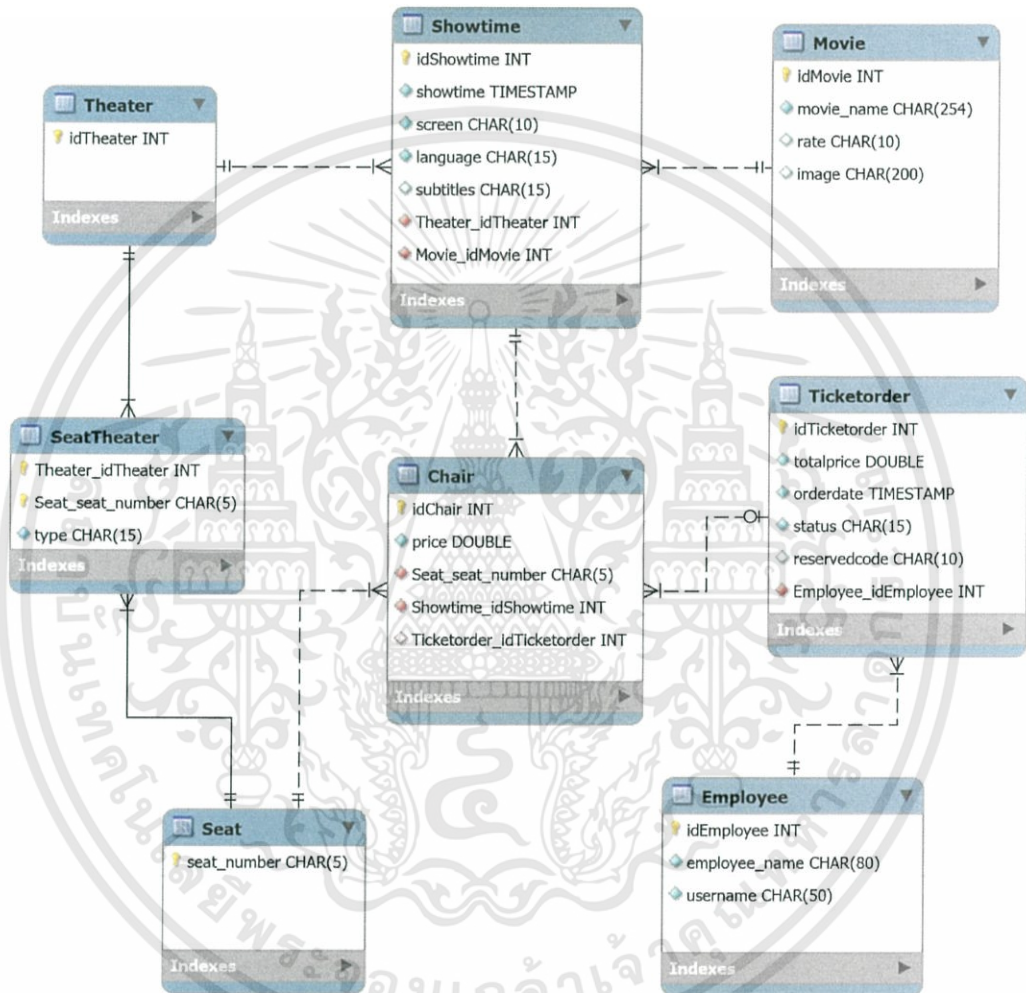 Showtime
idShowtime INT
showtime TIMESTAMP
screen CHAR(10)
language CHAR(15)
subtitles CHAR(15)
Theater_idTheater INT
Movie_idMovie INT
Indexes
Movie
idMovie INT
movie_name CHAR(254)
rate CHAR(10)
image CHAR(200)
Indexes
Theater
idTheater INT
Indexes
SeatTheater
Theater_idTheater INT
Seat_seat_number CHAR(5)
type CHAR(15)
Indexes
Chair
idChair INT
price DOUBLE
Seat_seat_number CHAR(5)
Showtime_idShowtime INT
Ticketorder_idTicketorder INT
Indexes
Ticketorder
idTicketorder INT
totalprice DOUBLE
orderdate TIMESTAMP
status CHAR(15)
reservedcode CHAR(10)
Employee_idEmployee INT
Indexes
Seat
seat_number CHAR(5)
Indexes
Employee
idEmployee INT
employee_name CHAR(80)
username CHAR(50)
Indexes